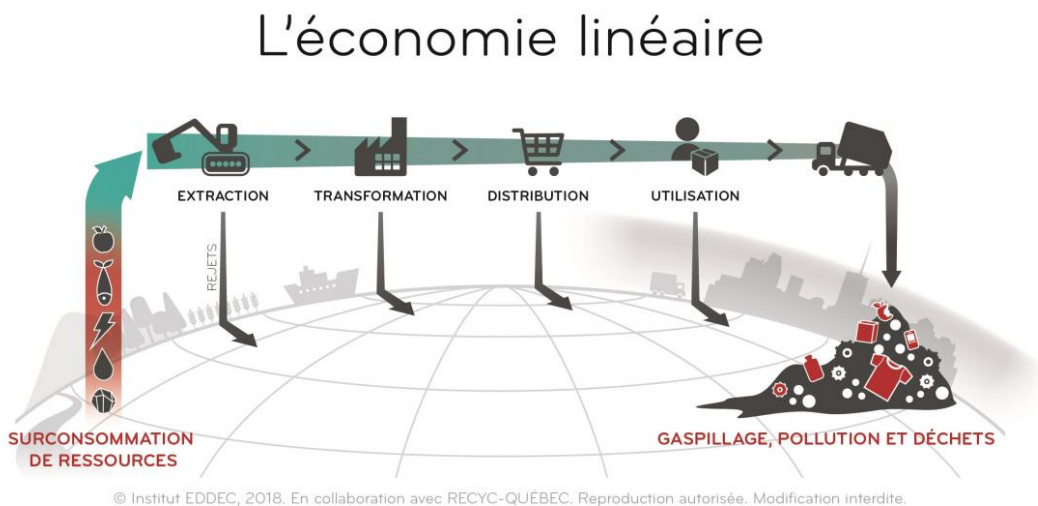 L'économie linéaire
EXTRACTION
TRANSFORMATION
DISTRIBUTION
UTILISATION
REJETS
SURCONSOMMATION
DE RESSOURCES
GASPILLAGE, POLLUTION ET DÉCHETS
© Institut EDDEC, 2018. En collaboration avec RECYC-QUÉBEC. Reproduction autorisée. Modification interdite.